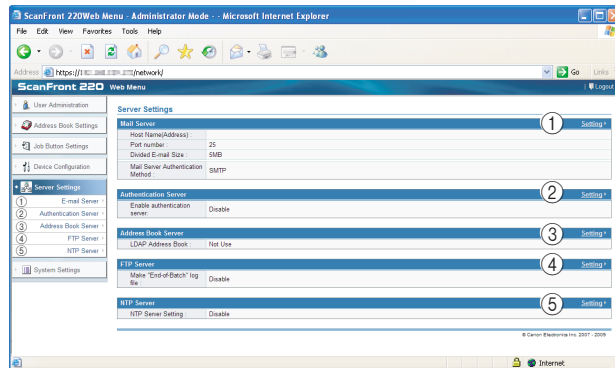 ScanFront 220Web Menu - Administrator Mode - - Microsoft Internet Explorer
File Edit View Favorites Tools Help
Address https://1 /network/ Go Links
ScanFront 220 Web Menu Logout
User Administration
Address Book Settings
Job Button Settings
Device Configuration
Server Settings
① E-mail Server
② Authentication Server
③ Address Book Server
④ FTP Server
⑤ NTP Server
System Settings
Server Settings
Mail Server ① Setting
Host Name(Address) :
Port number : 25
Divided E-mail Size : 5MB
Mail Server Authentication Method : SMTP
Authentication Server ② Setting
Enable authentication server: Disable
Address Book Server ③ Setting
LDAP Address Book : Not Use
FTP Server ④ Setting
Make "End-of-Batch" log file : Disable
NTP Server ⑤ Setting
NTP Server Setting : Disable
© Canon Electronics Inc. 2007 - 2009
Internet